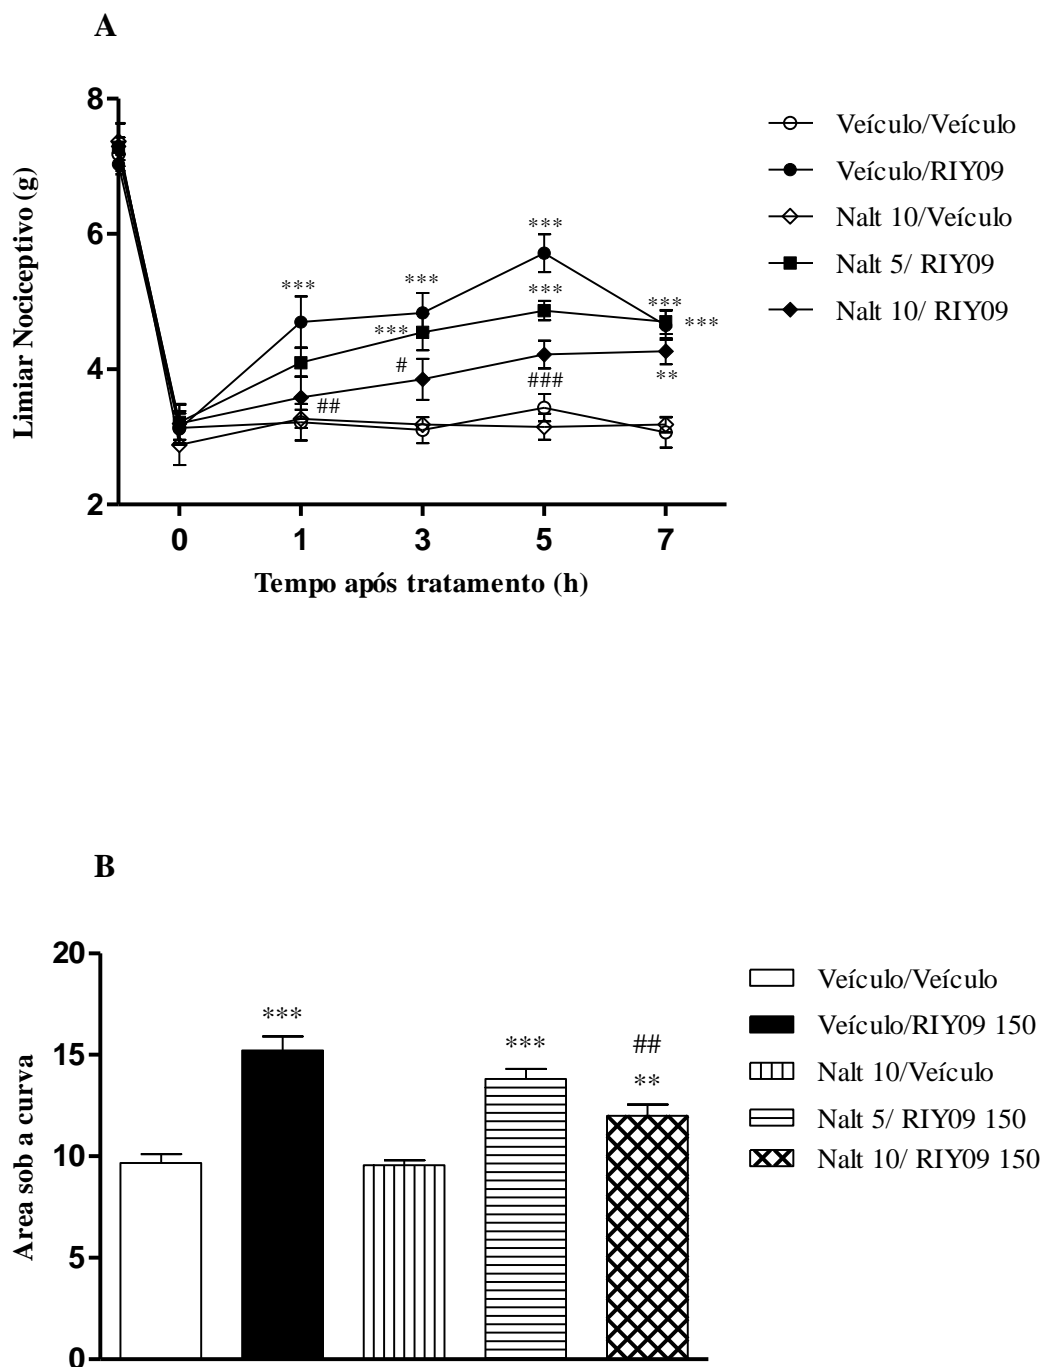 A
8
6
4
2
Limiar Nociceptivo (g)
***
***
***
***
***
#
##
###
***
***
**
0 1 3 5 7
Tempo após tratamento (h)
Veículo/Veículo
Veículo/RIY09
Nalt 10/Veículo
Nalt 5/ RIY09
Nalt 10/ RIY09
B
20
15
10
5
0
Area sob a curva
***
***
##
**
Veículo/Veículo
Veículo/RIY09 150
Nalt 10/Veículo
Nalt 5/ RIY09 150
Nalt 10/ RIY09 150